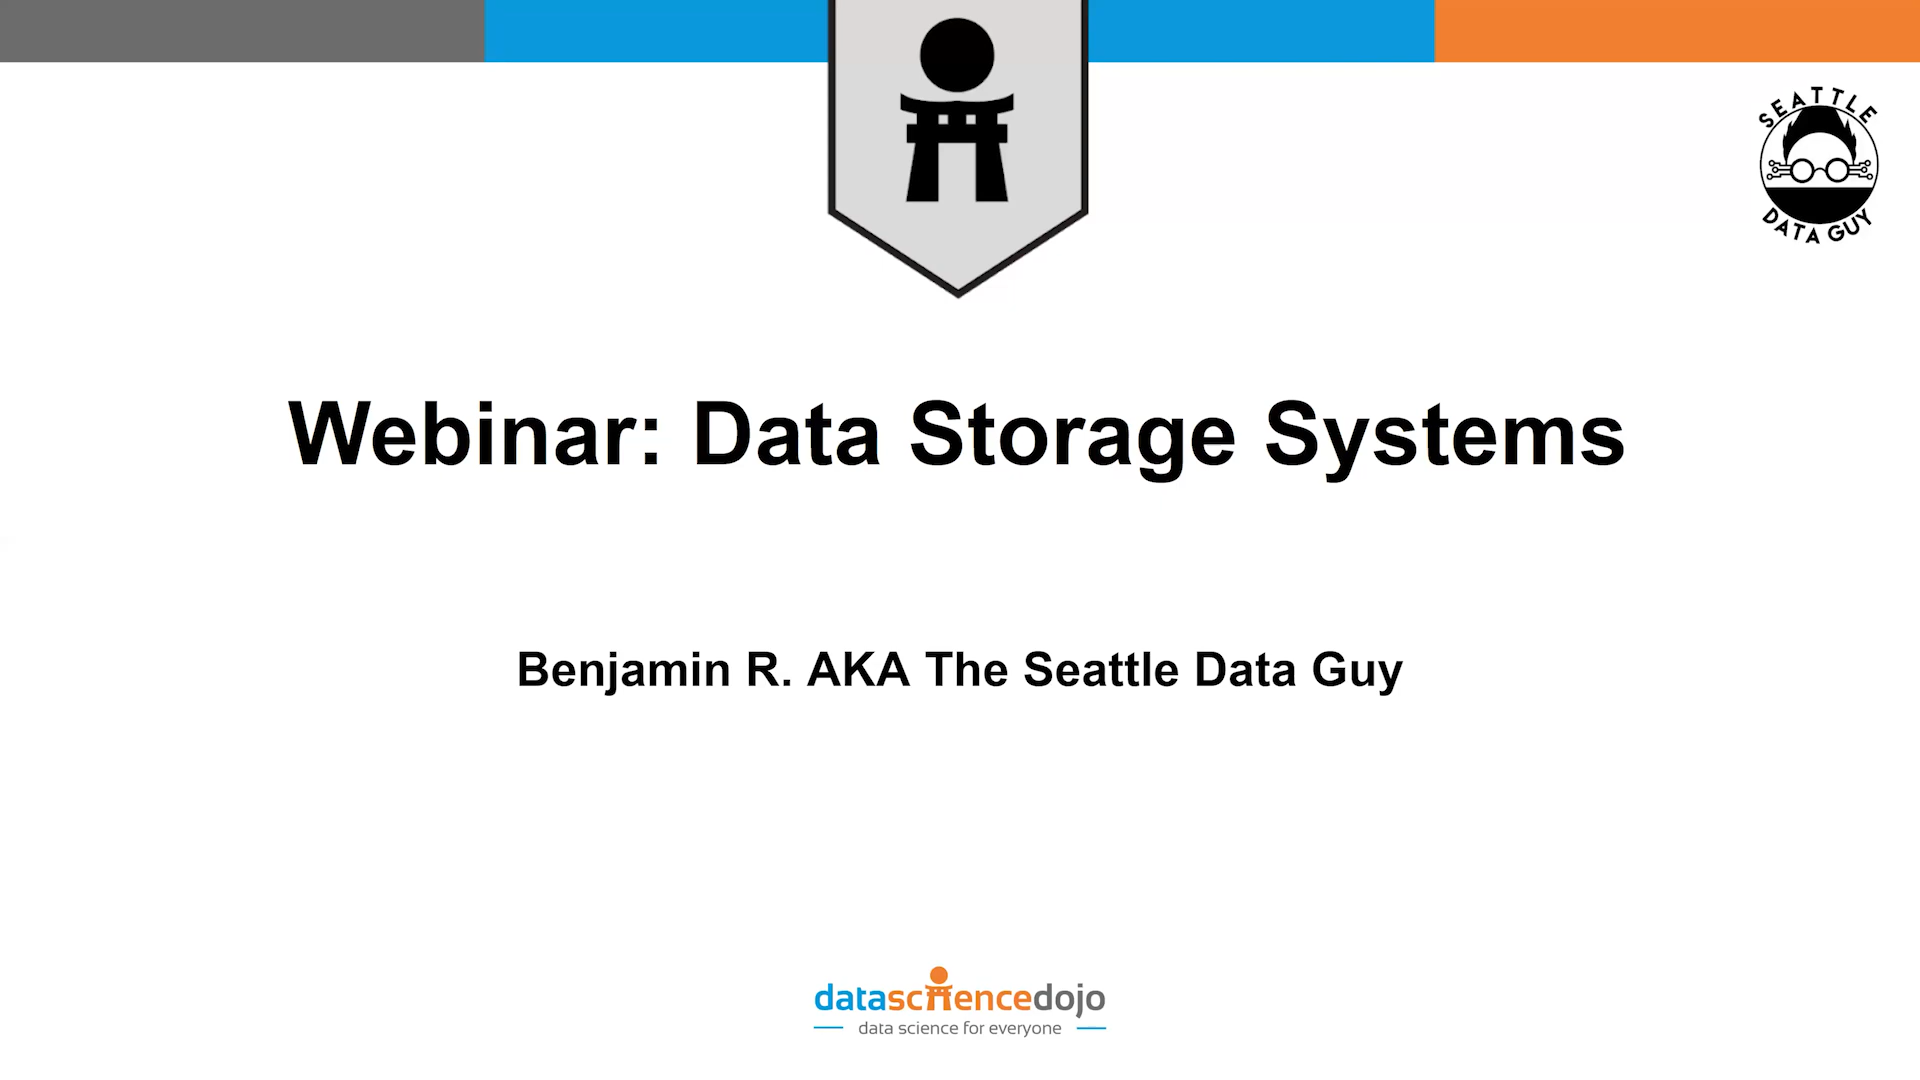 SEATTLE
DATA GUY
Webinar: Data Storage Systems
Benjamin R. AKA The Seattle Data Guy
datasciencedojo
data science for everyone